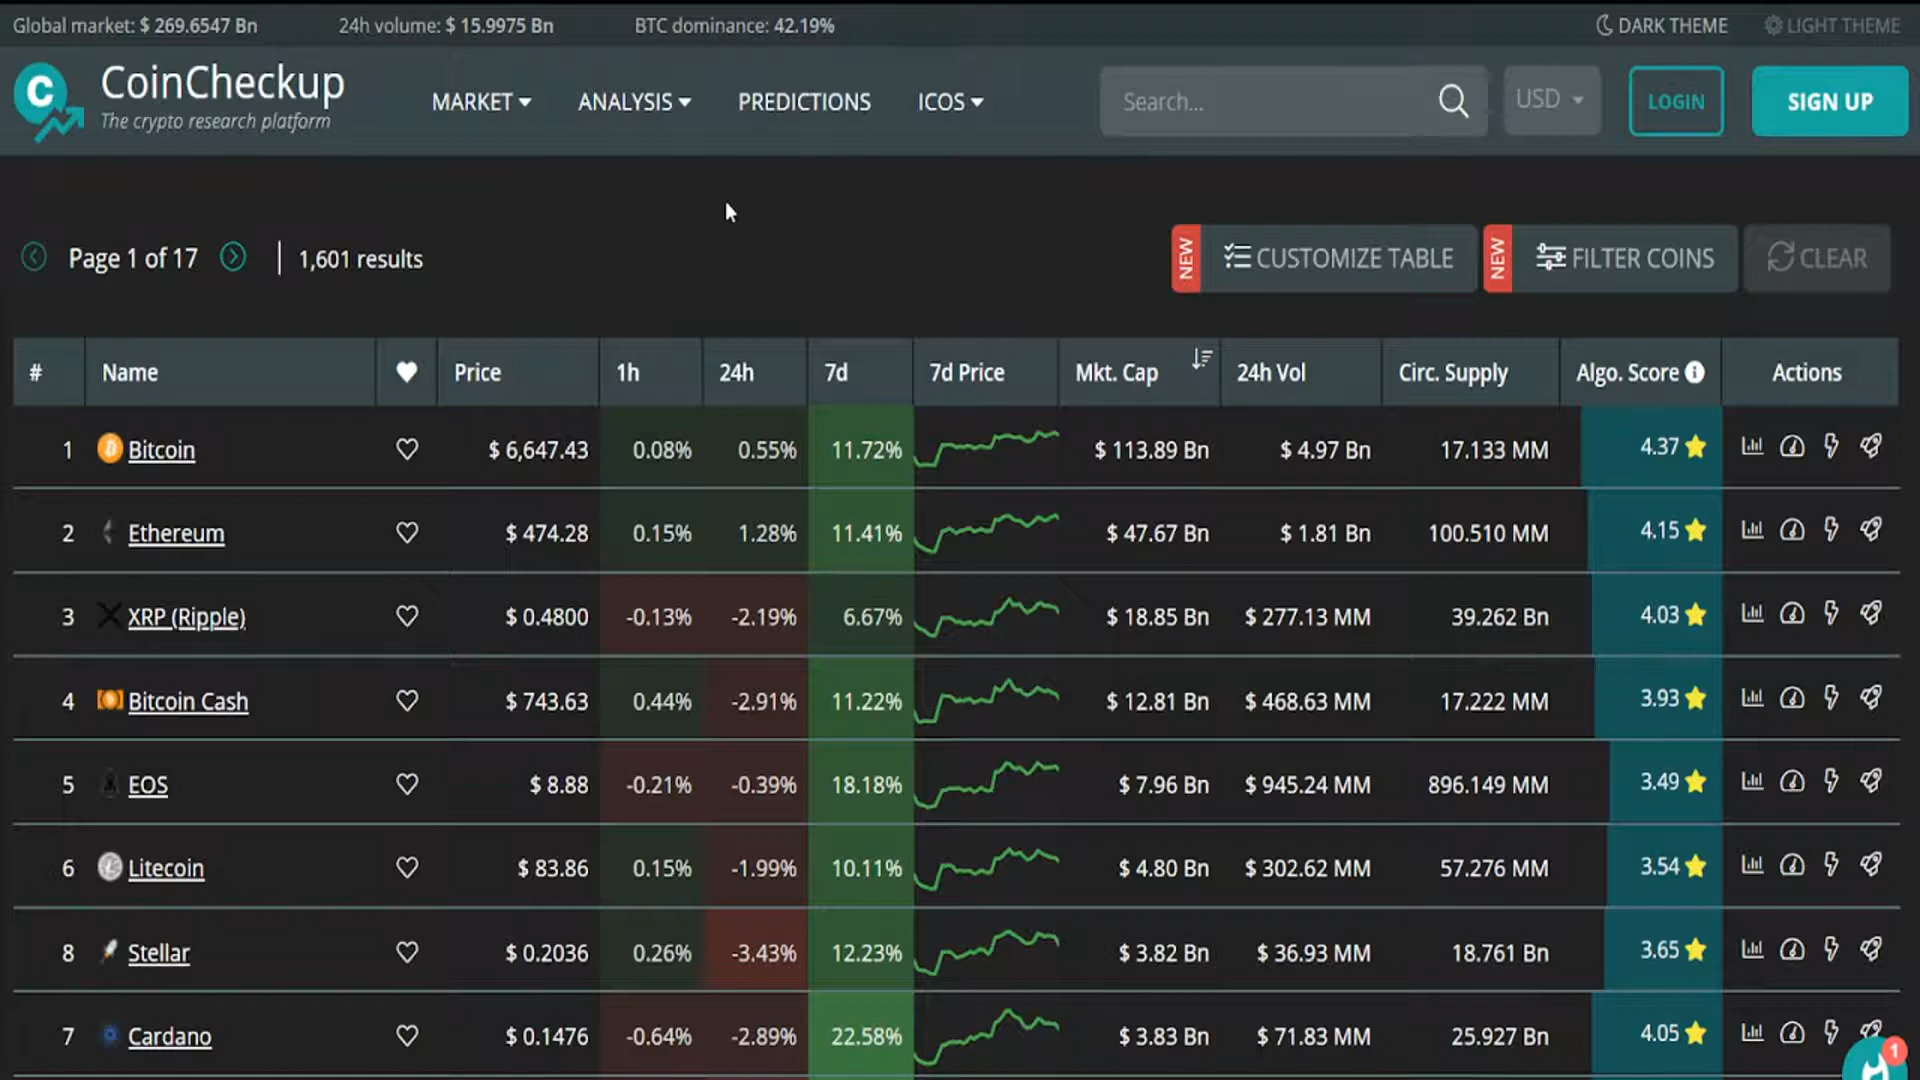 Global market: $ 269.6547 Bn 24h volume: $ 15.9975 Bn BTC dominance: 42.19% DARK THEME LIGHT THEME
C CoinCheckup
The crypto research platform
MARKET ANALYSIS PREDICTIONS ICOS Search... USD LOGIN SIGN UP
Page 1 of 17 | 1,601 results NEW CUSTOMIZE TABLE NEW FILTER COINS CLEAR
# Name Price 1h 24h 7d 7d Price Mkt. Cap 24h Vol Circ. Supply Algo. Score Actions
1 Bitcoin $ 6,647.43 0.08% 0.55% 11.72% $ 113.89 Bn $ 4.97 Bn 17.133 MM 4.37
2 Ethereum $ 474.28 0.15% 1.28% 11.41% $ 47.67 Bn $ 1.81 Bn 100.510 MM 4.15
3 XRP (Ripple) $ 0.4800 -0.13% -2.19% 6.67% $ 18.85 Bn $ 277.13 MM 39.262 Bn 4.03
4 Bitcoin Cash $ 743.63 0.44% -2.91% 11.22% $ 12.81 Bn $ 468.63 MM 17.222 MM 3.93
5 EOS $ 8.88 -0.21% -0.39% 18.18% $ 7.96 Bn $ 945.24 MM 896.149 MM 3.49
6 Litecoin $ 83.86 0.15% -1.99% 10.11% $ 4.80 Bn $ 302.62 MM 57.276 MM 3.54
8 Stellar $ 0.2036 0.26% -3.43% 12.23% $ 3.82 Bn $ 36.93 MM 18.761 Bn 3.65
7 Cardano $ 0.1476 -0.64% -2.89% 22.58% $ 3.83 Bn $ 71.83 MM 25.927 Bn 4.05
1